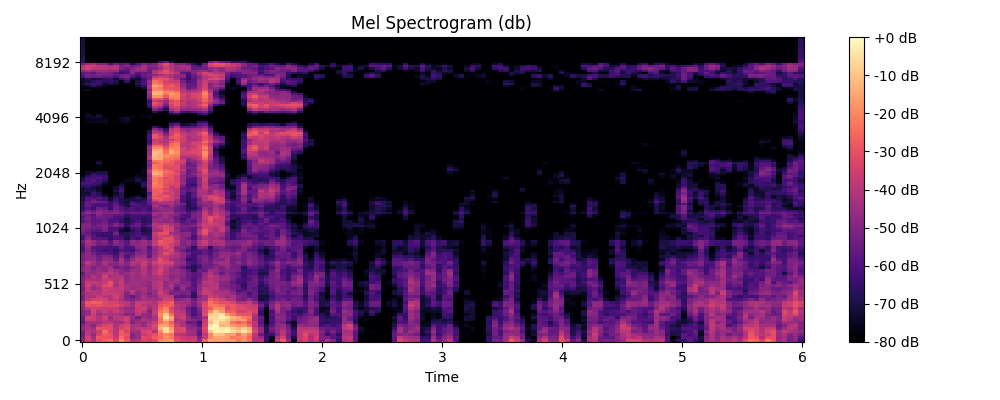 Mel Spectrogram (db)
8192
4096
2048
1024
512
0
Hz
0 1 2 3 4 5 6
Time
+0 dB
-10 dB
-20 dB
-30 dB
-40 dB
-50 dB
-60 dB
-70 dB
-80 dB